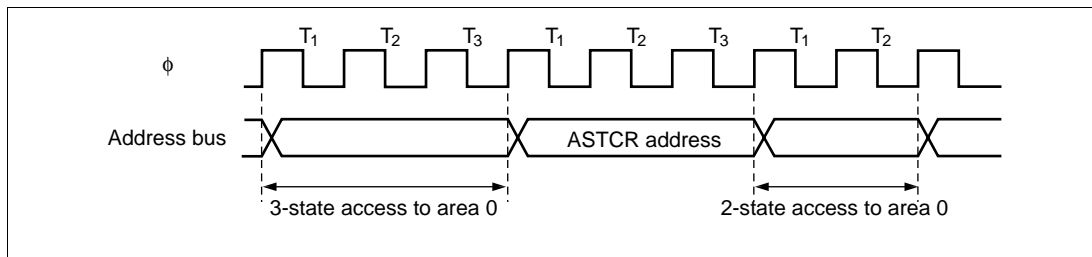 T₁ T₂ T₃ T₁ T₂ T₃ T₁ T₂
ϕ
Address bus
ASTCR address
3-state access to area 0
2-state access to area 0